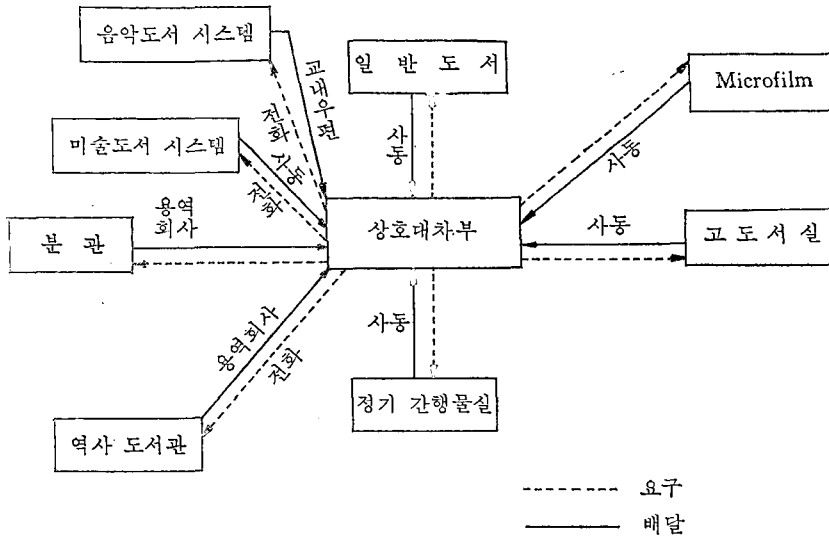 음악도서 시스템
일 반 도 서
Microfilm
교내우편
전화
사동
사동
미술도서 시스템
사동
전화
용역
회사
분 관
상호대차부
사동
고 도 서 실
사동
용역회사
전화
정기 간행물실
역사 도서관
요구
배달